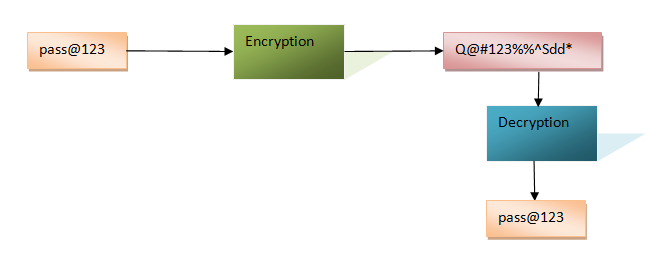 pass@123
Encryption
Q@#123%%^Sdd*
Decryption
pass@123